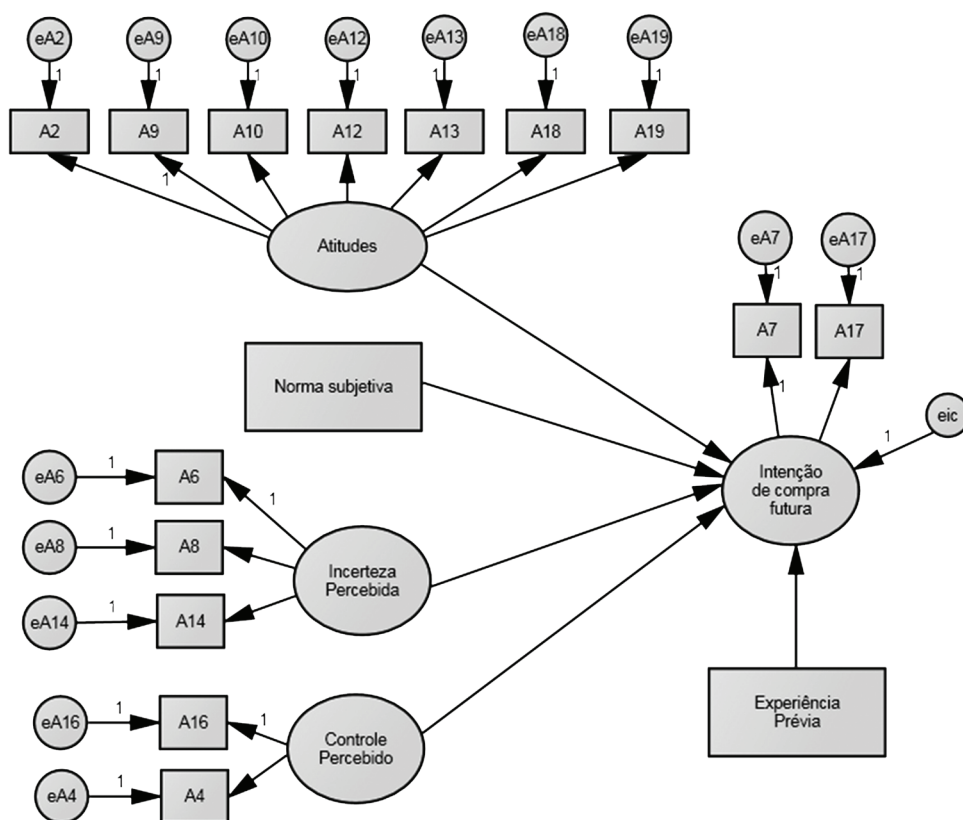 eA2 eA9 eA10 eA12 eA13 eA18 eA19
1 1 1 1 1 1 1
A2 A9 A10 A12 A13 A18 A19
1
Atitudes
eA7 eA17
1 1
A7 A17
Norma subjetiva
1
eic
1
Intenção
de compra
futura
eA6 1 A6
1
eA8 1 A8
Incerteza
Percebida
eA14 1 A14
eA16 1 A16 1
Controle
Percebido
eA4 1 A4
Experiência
Prévia